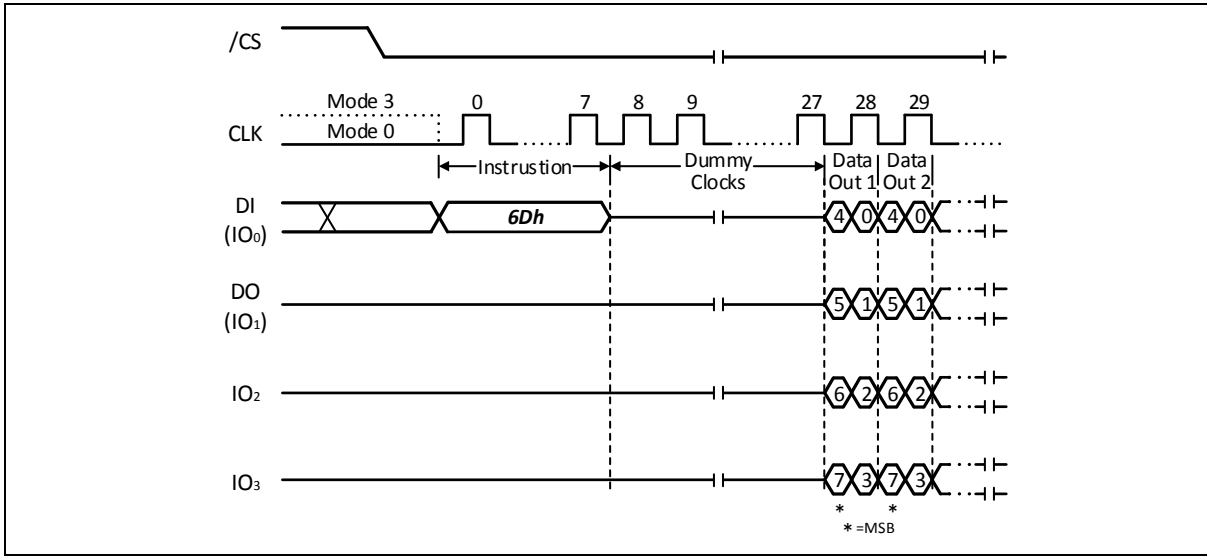 /CS
Mode 3
0 7 8 9 27 28 29
CLK
Mode 0
Instrustion
Dummy Clocks
Data Out 1
Data Out 2
DI
(IO₀)
6Dh
4 0 4 0
DO
(IO₁)
5 1 5 1
IO₂
6 2 6 2
IO₃
7 3 7 3
* *
* =MSB